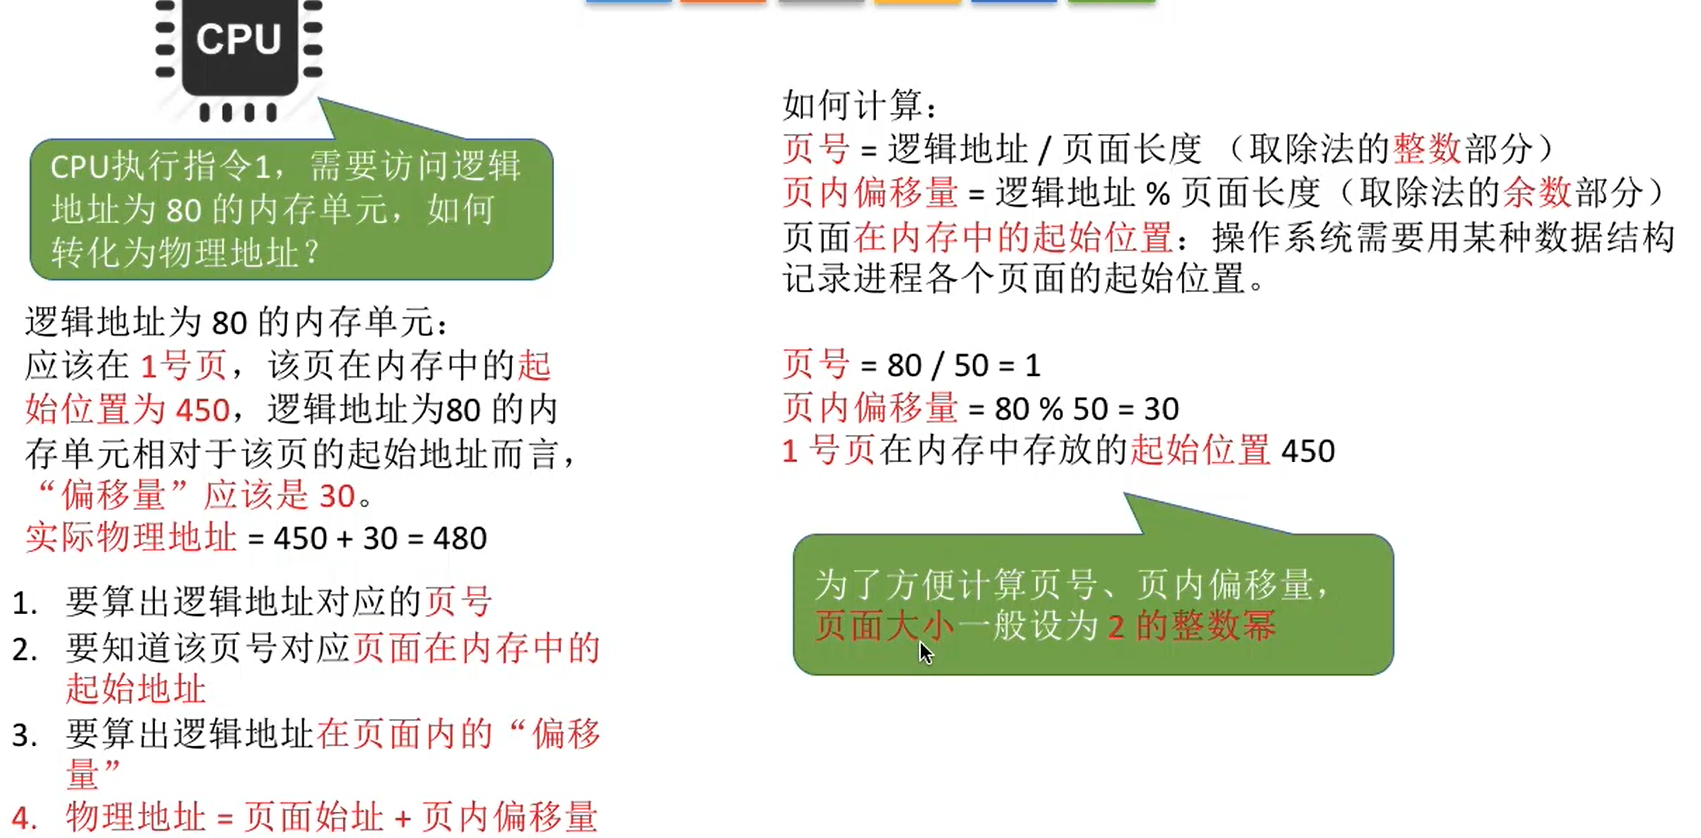 CPU
CPU执行指令1，需要访问逻辑
地址为 80 的内存单元，如何
转化为物理地址？
逻辑地址为 80 的内存单元：
应该在 1号页，该页在内存中的起
始位置为 450，逻辑地址为80 的内
存单元相对于该页的起始地址而言，
“偏移量”应该是 30。
实际物理地址 = 450 + 30 = 480
1. 要算出逻辑地址对应的页号
2. 要知道该页号对应页面在内存中的
起始地址
3. 要算出逻辑地址在页面内的“偏移
量”
4. 物理地址 = 页面始址 + 页内偏移量
如何计算：
页号 = 逻辑地址 / 页面长度 （取除法的整数部分）
页内偏移量 = 逻辑地址 % 页面长度（取除法的余数部分）
页面在内存中的起始位置：操作系统需要用某种数据结构
记录进程各个页面的起始位置。
页号 = 80 / 50 = 1
页内偏移量 = 80 % 50 = 30
1 号页在内存中存放的起始位置 450
为了方便计算页号、页内偏移量，
页面大小一般设为 2 的整数幂